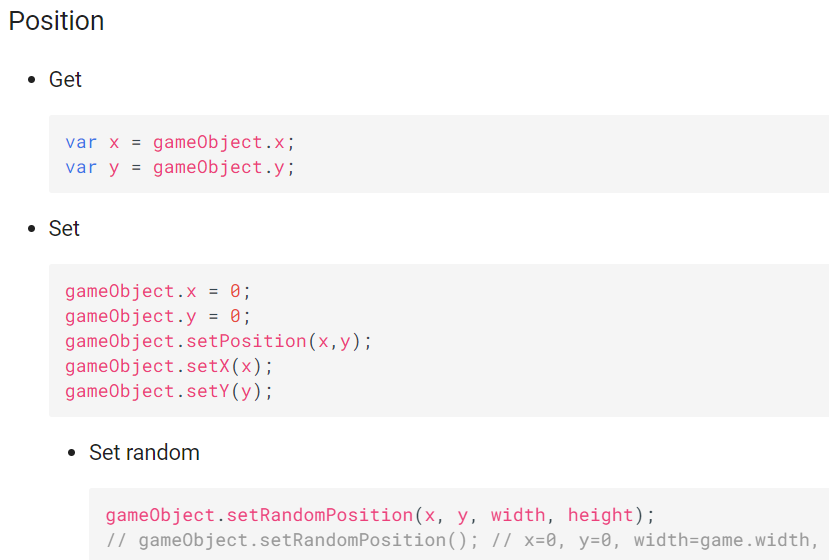 Position
• Get
var x = gameObject.x;
var y = gameObject.y;
• Set
gameObject.x = 0;
gameObject.y = 0;
gameObject.setPosition(x,y);
gameObject.setX(x);
gameObject.setY(y);
• Set random
gameObject.setRandomPosition(x, y, width, height);
// gameObject.setRandomPosition(); // x=0, y=0, width=game.width,